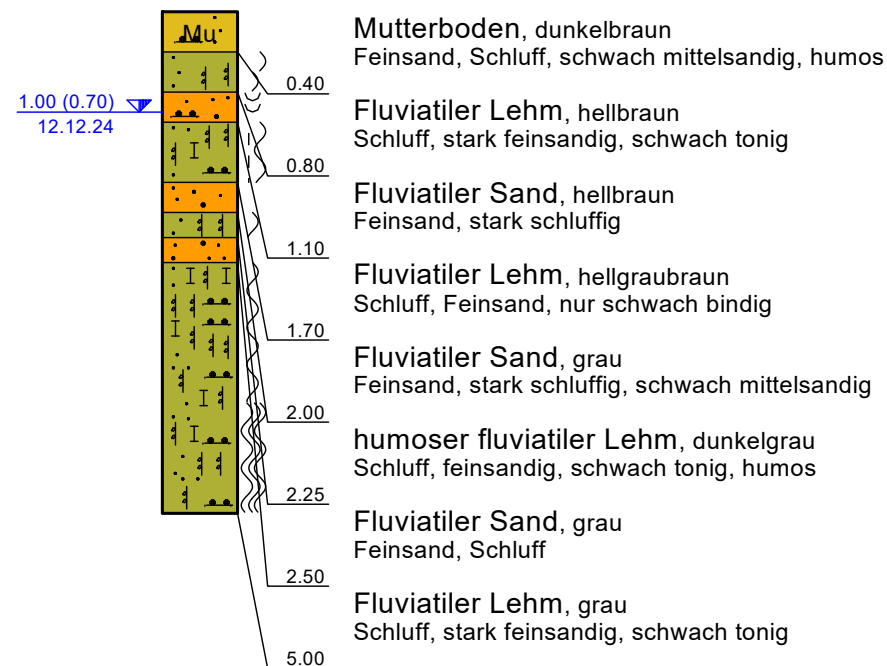 Mu
1.00 (0.70)
12.12.24
Mutterboden, dunkelbraun
Feinsand, Schluff, schwach mittelsandig, humos
0.40
Fluviatiler Lehm, hellbraun
Schluff, stark feinsandig, schwach tonig
0.80
Fluviatiler Sand, hellbraun
Feinsand, stark schluffig
1.10
Fluviatiler Lehm, hellgraubraun
Schluff, Feinsand, nur schwach bindig
1.70
Fluviatiler Sand, grau
Feinsand, stark schluffig, schwach mittelsandig
2.00
humoser fluviatiler Lehm, dunkelgrau
Schluff, feinsandig, schwach tonig, humos
2.25
Fluviatiler Sand, grau
Feinsand, Schluff
2.50
Fluviatiler Lehm, grau
Schluff, stark feinsandig, schwach tonig
5.00